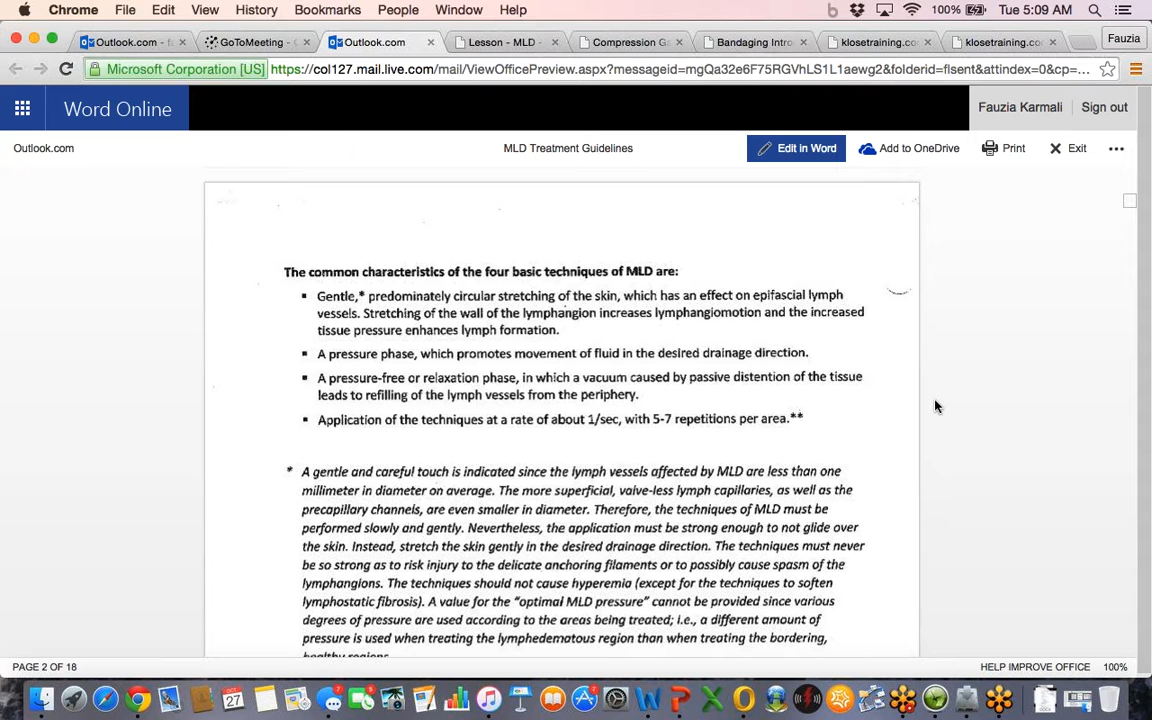 Chrome File Edit View History Bookmarks People Window Help 100% Tue 5:09 AM
Outlook.com - GoToMeeting - Outlook.com Lesson - MLD - Compression Ga Bandaging Intro klosetraining.co klosetraining.co Fauzia
Microsoft Corporation [US] https://col127.mail.live.com/mail/ViewOfficePreview.aspx?messageid=mgQa32e6F75RGVhLS1L1aewg2&folderid=flsent&attindex=0&cp=...
Word Online Fauzia Karmali Sign out
Outlook.com MLD Treatment Guidelines Edit in Word Add to OneDrive Print Exit
The common characteristics of the four basic techniques of MLD are:
▪ Gentle,* predominately circular stretching of the skin, which has an effect on epifascial lymph
vessels. Stretching of the wall of the lymphangion increases lymphangiomotion and the increased
tissue pressure enhances lymph formation.
▪ A pressure phase, which promotes movement of fluid in the desired drainage direction.
▪ A pressure-free or relaxation phase, in which a vacuum caused by passive distention of the tissue
leads to refilling of the lymph vessels from the periphery.
▪ Application of the techniques at a rate of about 1/sec, with 5-7 repetitions per area.**
* A gentle and careful touch is indicated since the lymph vessels affected by MLD are less than one
millimeter in diameter on average. The more superficial, valve-less lymph capillaries, as well as the
precapillary channels, are even smaller in diameter. Therefore, the techniques of MLD must be
performed slowly and gently. Nevertheless, the application must be strong enough to not glide over
the skin. Instead, stretch the skin gently in the desired drainage direction. The techniques must never
be so strong as to risk injury to the delicate anchoring filaments or to possibly cause spasm of the
lymphangions. The techniques should not cause hyperemia (except for the techniques to soften
lymphostatic fibrosis). A value for the "optimal MLD pressure" cannot be provided since various
degrees of pressure are used according to the areas being treated; i.e., a different amount of
pressure is used when treating the lymphedematous region than when treating the bordering,
healthy regions.
PAGE 2 OF 18 HELP IMPROVE OFFICE 100%
OCT
27